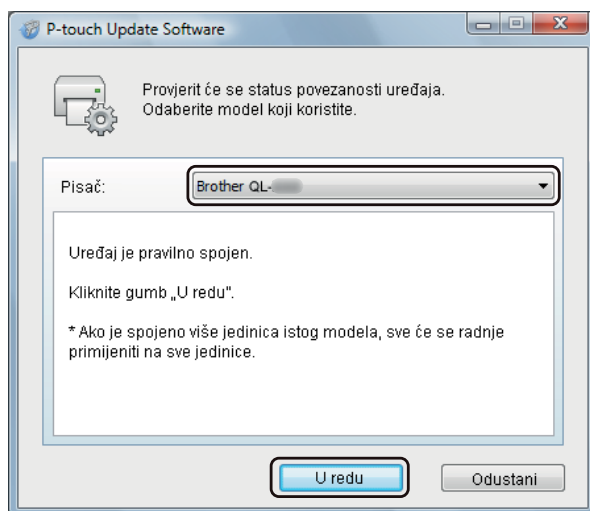 P-touch Update Software
Provjerit će se status povezanosti uređaja.
Odaberite model koji koristite.
Pisač:
Brother QL-
Uređaj je pravilno spojen.
Kliknite gumb „U redu”.
* Ako je spojeno više jedinica istog modela, sve će se radnje
primijeniti na sve jedinice.
U redu
Odustani